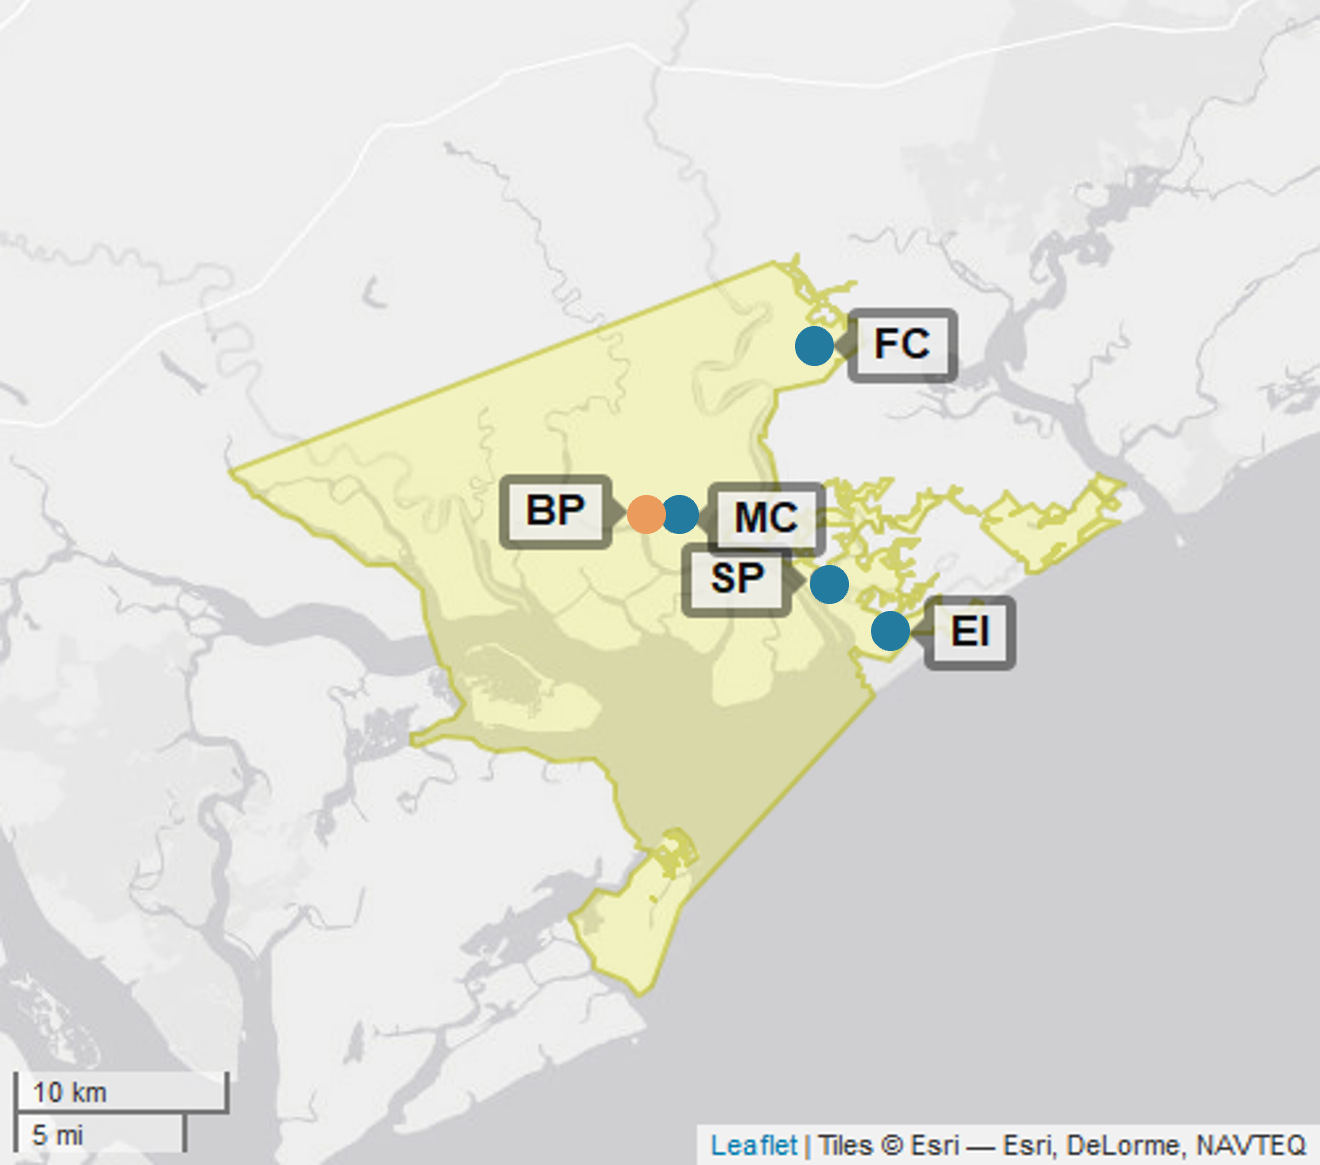 FC
BP
MC
SP
EI
10 km
5 mi
Leaflet | Tiles © Esri — Esri, DeLorme, NAVTEQ